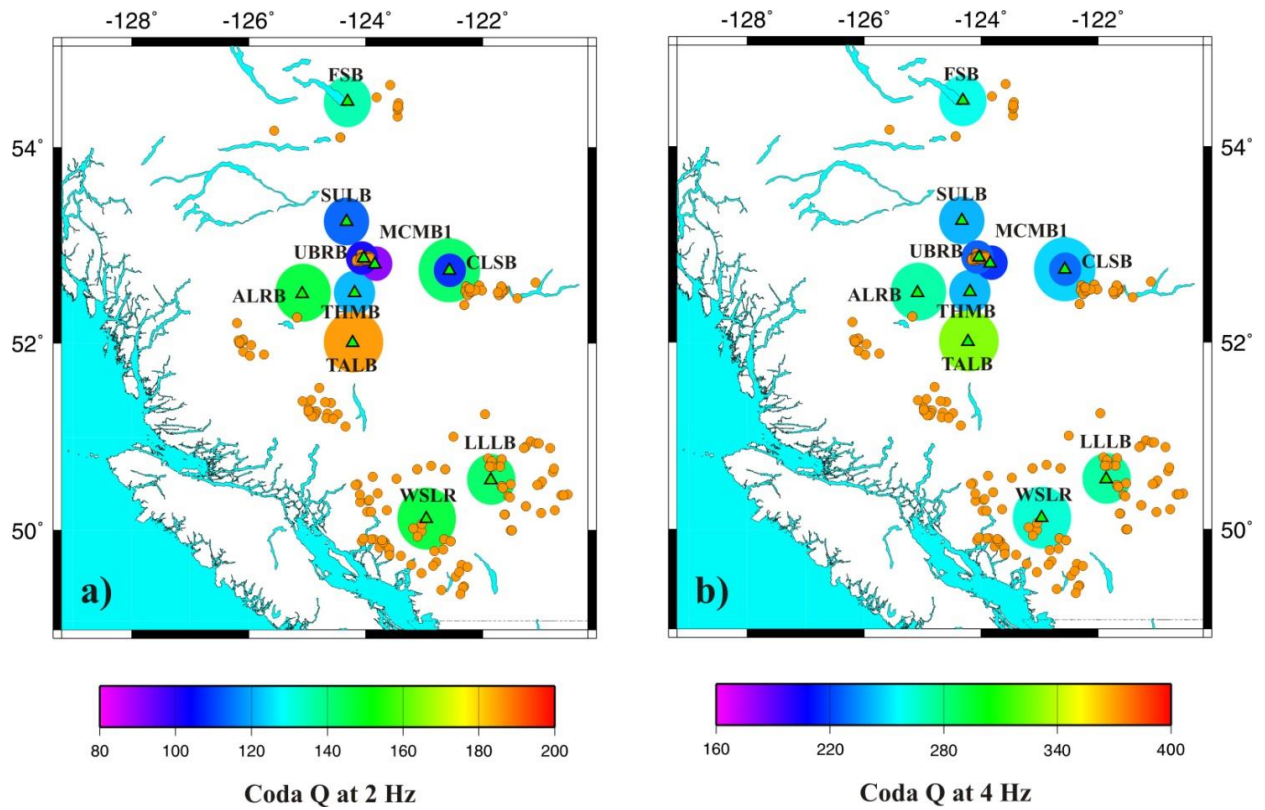 -128° -126° -124° -122°
-128° -126° -124° -122°
FSB
FSB
54°
54°
SULB
SULB
MCMB1
MCMB1
UBRB
UBRB
CLSB
CLSB
ALRB
ALRB
THMB
THMB
52°
52°
TALB
TALB
LLLB
LLLB
WSLR
WSLR
50°
50°
a)
b)
80 100 120 140 160 180 200
160 220 280 340 400
Coda Q at 2 Hz
Coda Q at 4 Hz